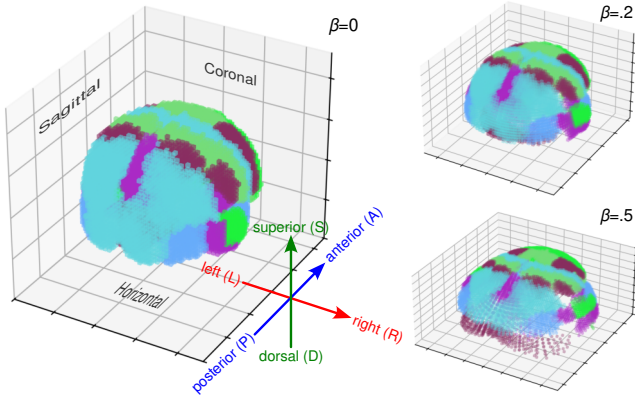 β=0
β=.2
Coronal
Sagittal
superior (S)
anterior (A)
β=.5
left (L)
Horizontal
right (R)
dorsal (D)
posterior (P)